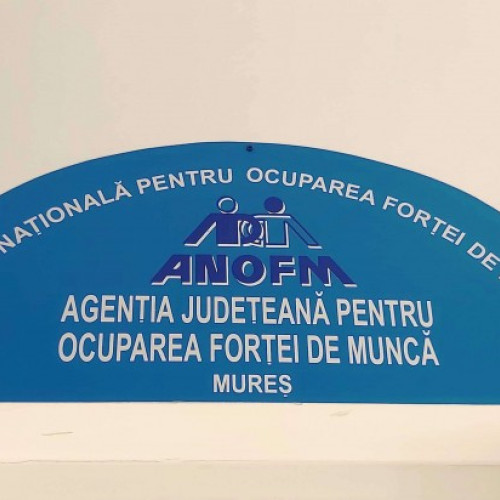 NAȚIONALĂ PENTRU OCUPAREA FORȚEI DE
ANOFM
AGENȚIA JUDEȚEANĂ PENTRU
OCUPAREA FORȚEI DE MUNCĂ
MUREȘ